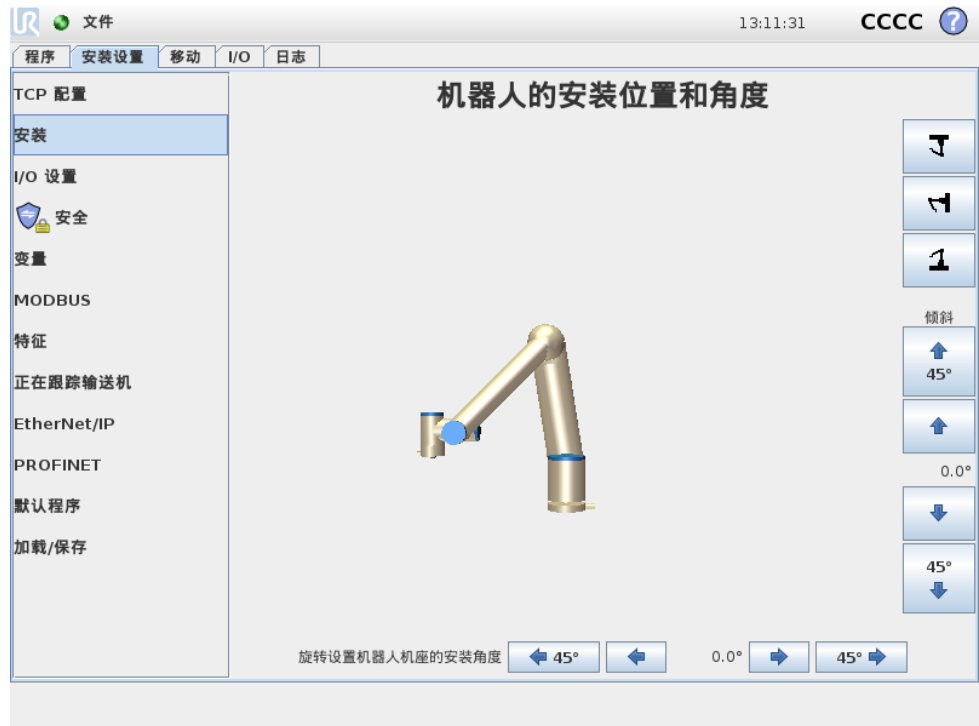 UR 文件 13:11:31 CCCC ?
程序 安装设置 移动 I/O 日志
TCP 配置
安装
I/O 设置
安全
变量
MODBUS
特征
正在跟踪输送机
EtherNet/IP
PROFINET
默认程序
加载/保存
机器人的安装位置和角度
倾斜
45°
0.0°
45°
旋转设置机器人机座的安装角度 45° 0.0° 45°